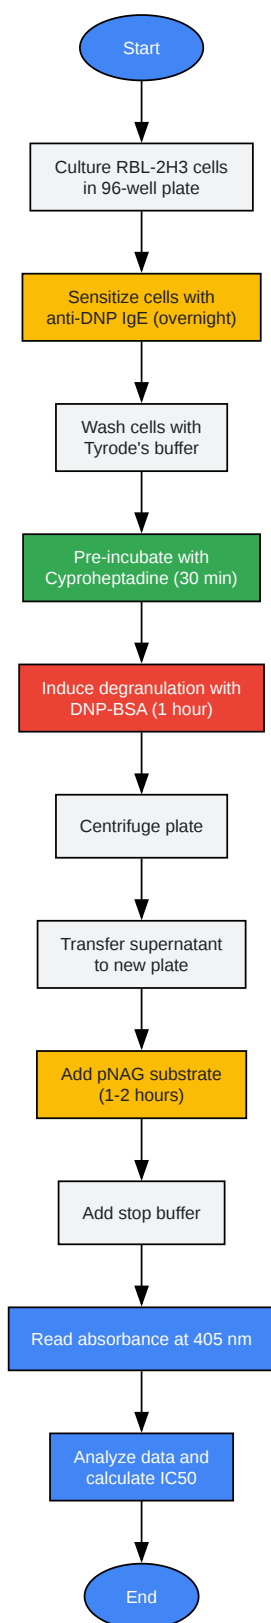 Start
Culture RBL-2H3 cells
in 96-well plate
Sensitize cells with
anti-DNP IgE (overnight)
Wash cells with
Tyrode's buffer
Pre-incubate with
Cyproheptadine (30 min)
Induce degranulation with
DNP-BSA (1 hour)
Centrifuge plate
Transfer supernatant
to new plate
Add pNAG substrate
(1-2 hours)
Add stop buffer
Read absorbance at 405 nm
Analyze data and
calculate IC50
End